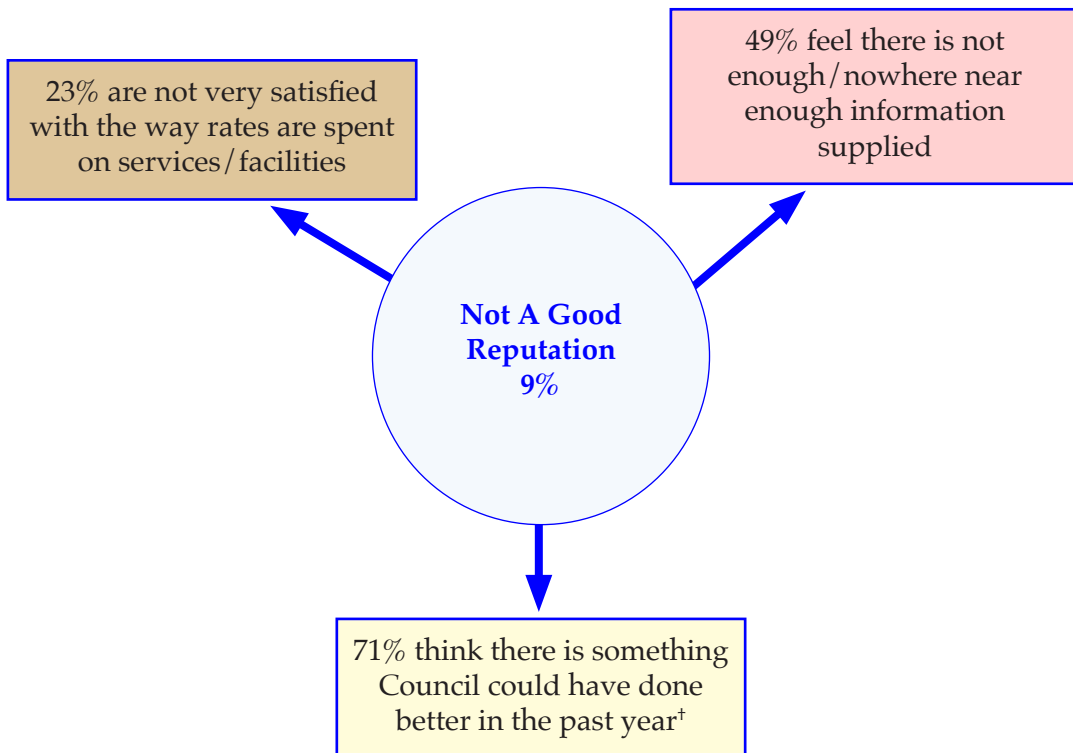 23% are not very satisfied
with the way rates are spent
on services/facilities
49% feel there is not
enough/nowhere near
enough information
supplied
Not A Good
Reputation
9%
71% think there is something
Council could have done
better in the past year†